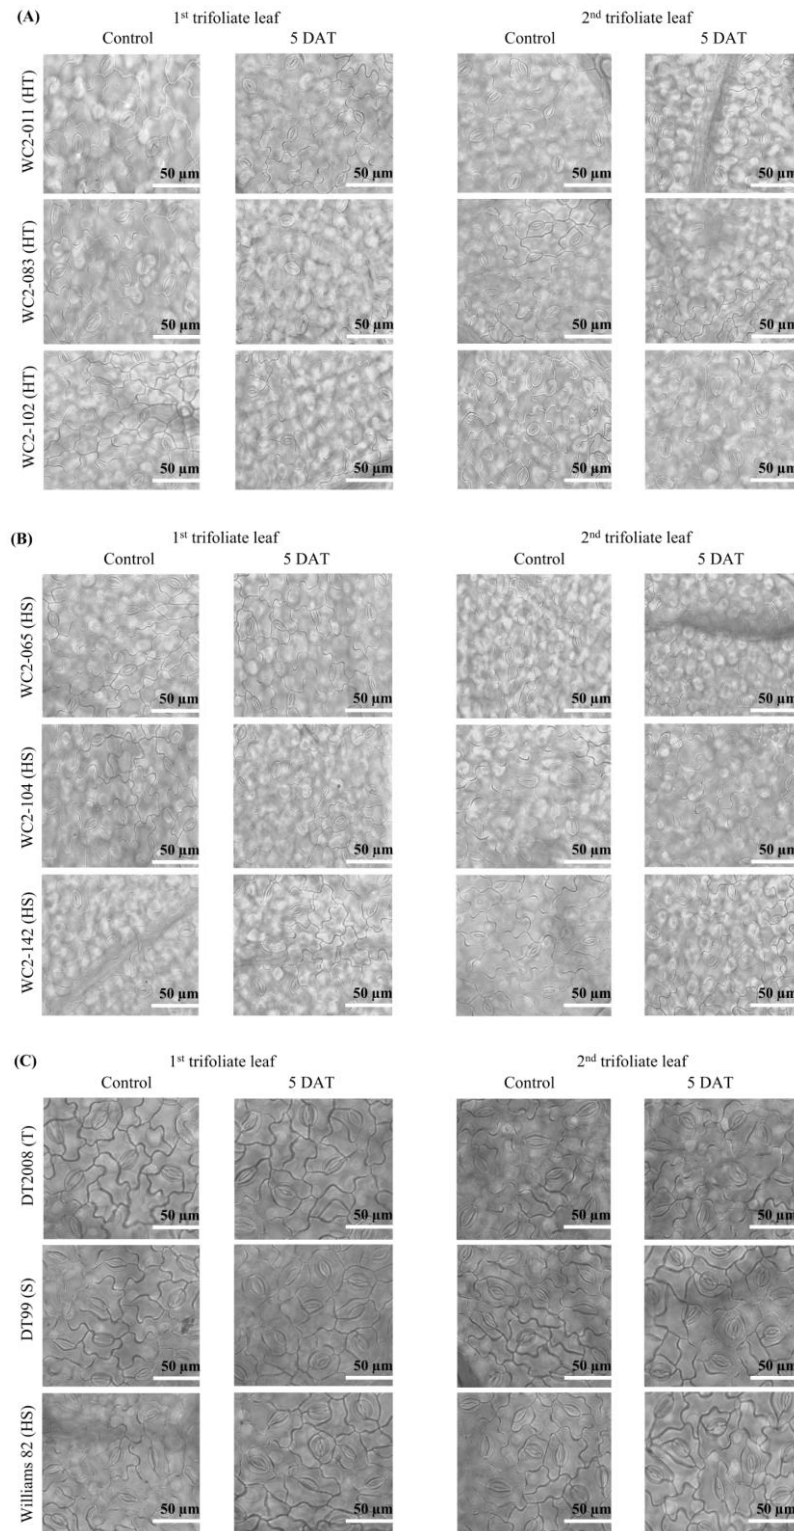 (A)
1st trifoliate leaf 2nd trifoliate leaf
Control 5 DAT Control 5 DAT
WC2-011 (HT)
50 µm 50 µm 50 µm 50 µm
WC2-083 (HT)
50 µm 50 µm 50 µm 50 µm
WC2-102 (HT)
50 µm 50 µm 50 µm 50 µm
(B)
1st trifoliate leaf 2nd trifoliate leaf
Control 5 DAT Control 5 DAT
WC2-065 (HS)
50 µm 50 µm 50 µm 50 µm
WC2-104 (HS)
50 µm 50 µm 50 µm 50 µm
WC2-142 (HS)
50 µm 50 µm 50 µm 50 µm
(C)
1st trifoliate leaf 2nd trifoliate leaf
Control 5 DAT Control 5 DAT
DT2008 (T)
50 µm 50 µm 50 µm 50 µm
DT99 (S)
50 µm 50 µm 50 µm 50 µm
Williams 82 (HS)
50 µm 50 µm 50 µm 50 µm